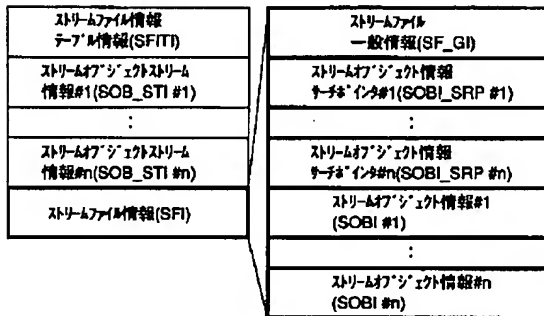 ストリームファイル情報
テーブル情報(SFITI)
ストリームオブジェクトストリーム
情報#1(SOB_STI #1)
:
ストリームオブジェクトストリーム
情報#n(SOB_STI #n)
ストリームファイル情報(SFI)
ストリームファイル
一般情報(SF_GI)
ストリームオブジェクト情報
サーチポインタ#1(SOBI_SRP #1)
:
ストリームオブジェクト情報
サーチポインタ#n(SOBI_SRP #n)
ストリームオブジェクト情報#1
(SOBI #1)
:
ストリームオブジェクト情報#n
(SOBI #n)